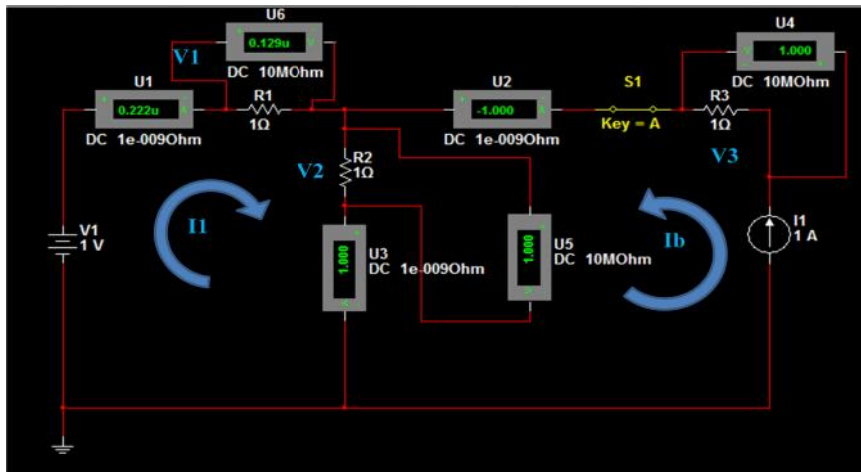 U6
V1
0.129u
DC 10MOhm
U4
1.000
DC 10MOhm
U1
0.222u
DC 1e-009Ohm
R1
1Ω
U2
-1.000
DC 1e-009Ohm
S1
Key = A
R3
1Ω
V3
V2
R2
1Ω
I1
V1
1 V
U3
1.000
DC 1e-009Ohm
U5
1.000
DC 10MOhm
Ib
I1
1 A